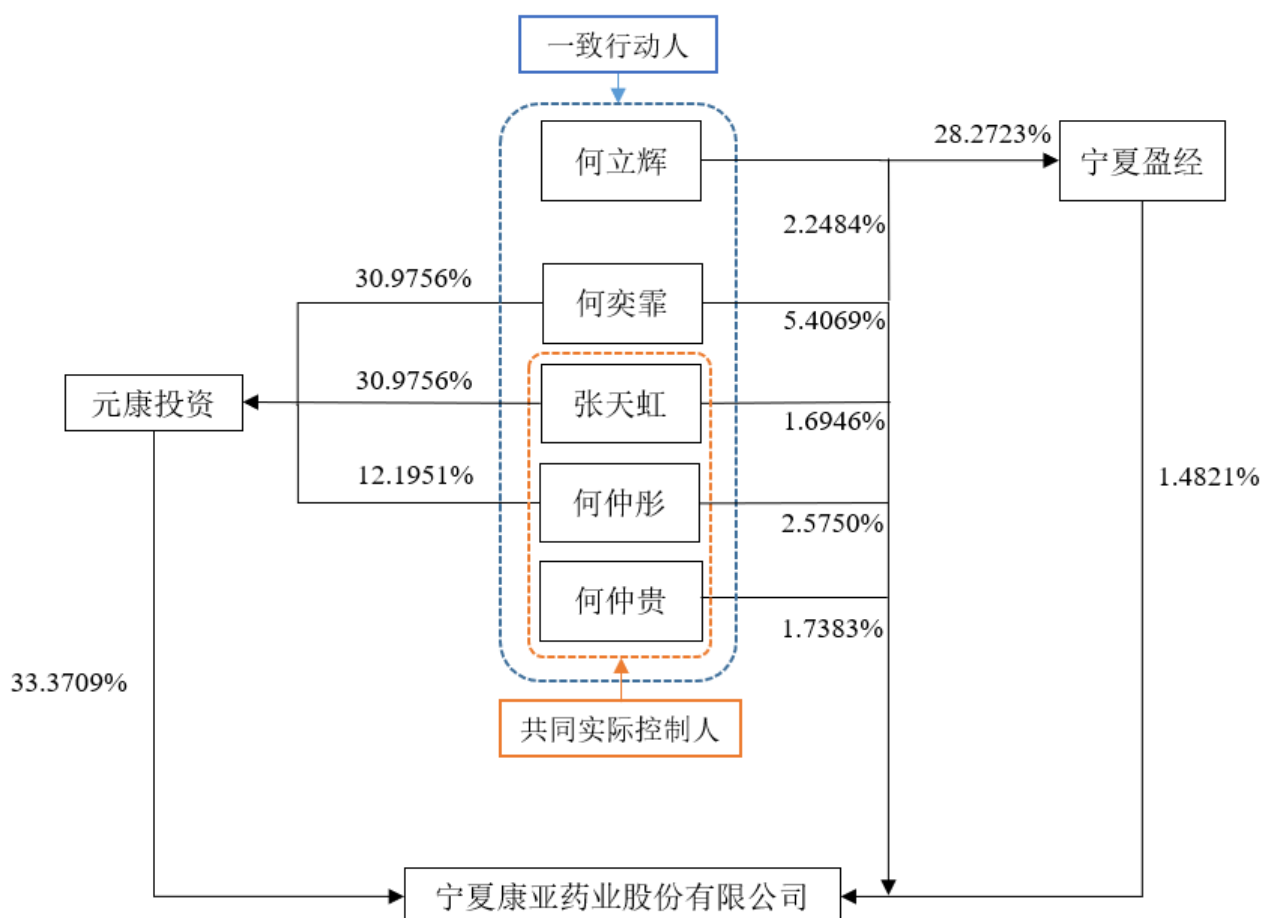 一致行动人
何立辉
28.2723%
宁夏盈经
2.2484%
30.9756%
何奕霏
5.4069%
元康投资
30.9756%
张天虹
1.6946%
12.1951%
何仲彤
2.5750%
1.4821%
何仲贵
1.7383%
33.3709%
共同实际控制人
宁夏康亚药业股份有限公司